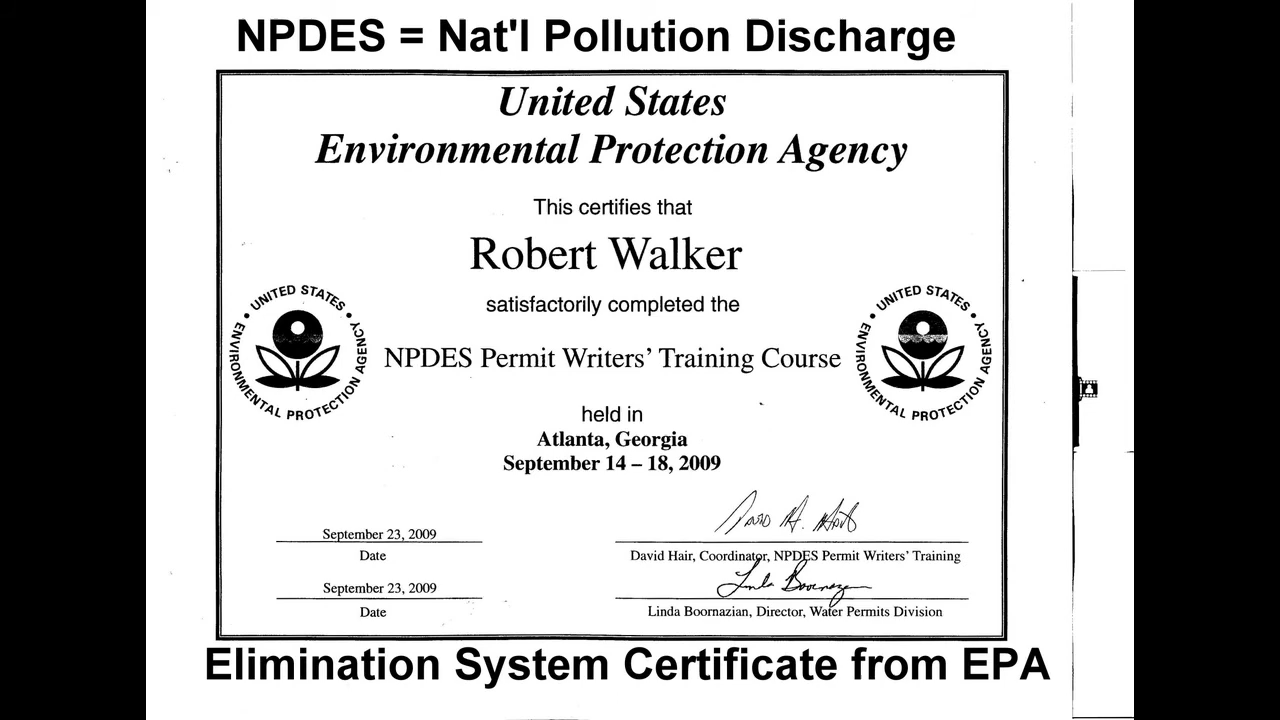 NPDES = Nat'l Pollution Discharge
United States
Environmental Protection Agency
This certifies that
Robert Walker
satisfactorily completed the
UNITED STATES • ENVIRONMENTAL PROTECTION AGENCY •
NPDES Permit Writers' Training Course
UNITED STATES • ENVIRONMENTAL PROTECTION AGENCY •
held in
Atlanta, Georgia
September 14 – 18, 2009
September 23, 2009
Date
David Hair, Coordinator, NPDES Permit Writers' Training
September 23, 2009
Linda Boornazian
Date
Linda Boornazian, Director, Water Permits Division
Elimination System Certificate from EPA